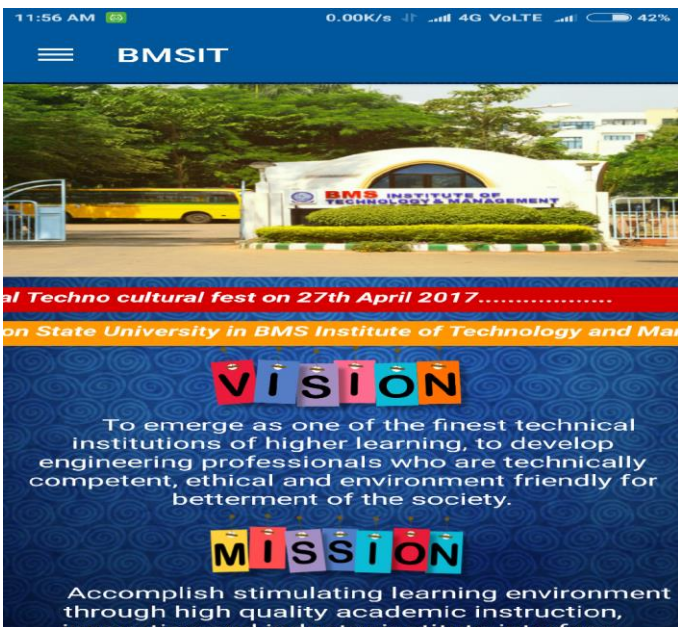 11:56 AM 0.00K/s 4G VoLTE 42%
BMSIT
BMS INSTITUTE OF
TECHNOLOGY & MANAGEMENT
al Techno cultural fest on 27th April 2017..................
on State University in BMS Institute of Technology and Ma
VISION
To emerge as one of the finest technical
institutions of higher learning, to develop
engineering professionals who are technically
competent, ethical and environment friendly for
betterment of the society.
MISSION
Accomplish stimulating learning environment
through high quality academic instruction,